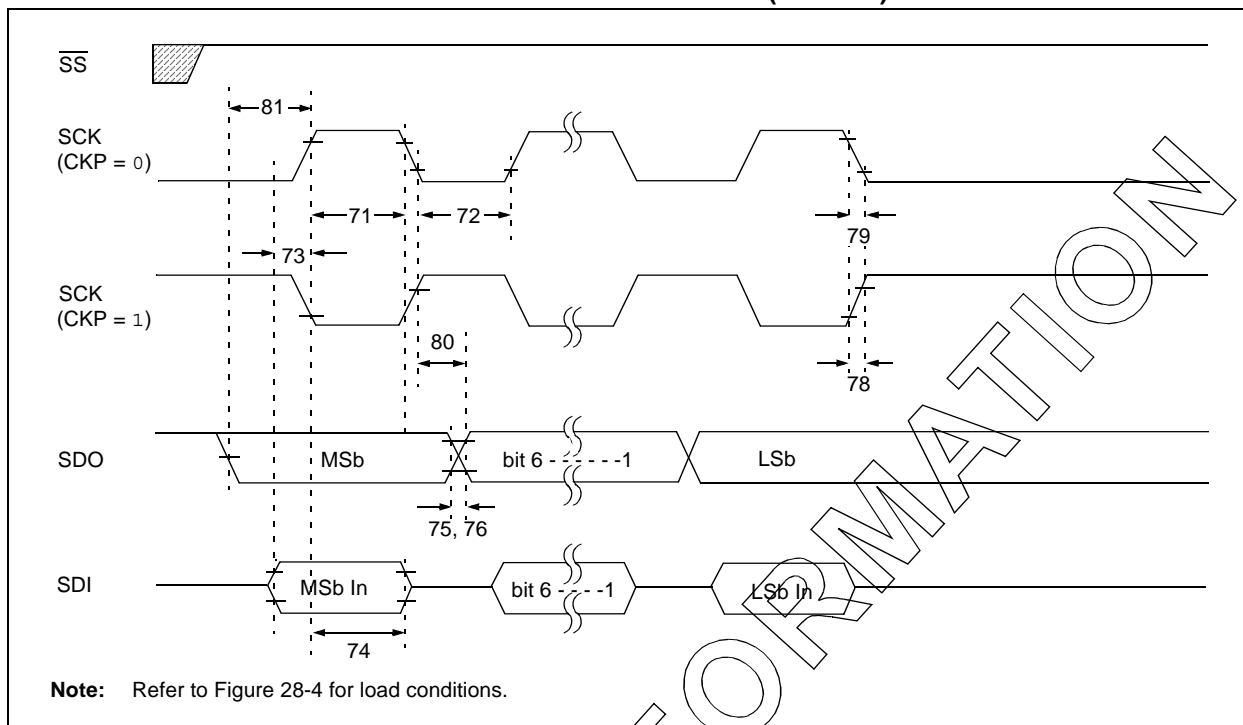 SS
81
SCK
(CKP = 0)
71
72
79
73
SCK
(CKP = 1)
80
78
SDO
MSb
bit 6 - - - - - - -1
LSb
75, 76
SDI
MSb In
bit 6 - - - -1
LSb In
74
Note: Refer to Figure 28-4 for load conditions.
FORMATION